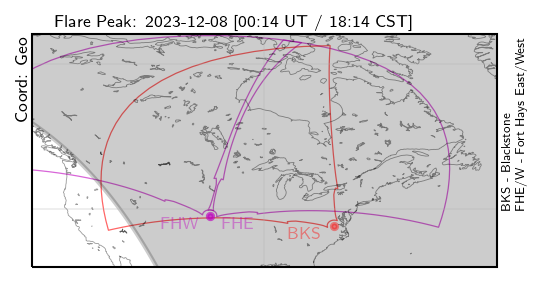 Flare Peak: 2023-12-08 [00:14 UT / 18:14 CST]
Coord: Geo
FHW
FHE
BKS
BKS - Blackstone
FHE/W - Fort Hays East/West